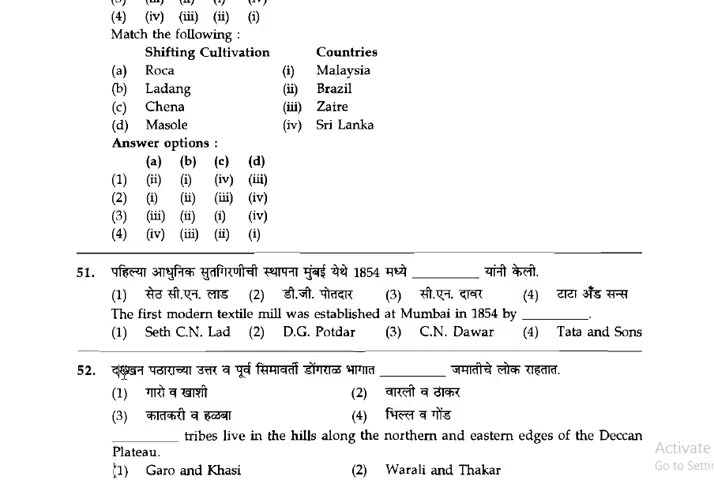 (4) (iv) (iii) (ii) (i)
Match the following :
Shifting Cultivation Countries
(a) Roca (i) Malaysia
(b) Ladang (ii) Brazil
(c) Chena (iii) Zaire
(d) Masole (iv) Sri Lanka
Answer options :
(a) (b) (c) (d)
(1) (ii) (i) (iv) (iii)
(2) (i) (ii) (iii) (iv)
(3) (iii) (ii) (i) (iv)
(4) (iv) (iii) (ii) (i)
51. पहिल्या आधुनिक सुतगिरणीची स्थापना मुंबई येथे 1854 मध्ये ________ यांनी केली.
(1) सेठ सी.एन. लाड (2) डी.जी. पोतदार (3) सी.एन. दावर (4) टाटा अँड सन्स
The first modern textile mill was established at Mumbai in 1854 by ________.
(1) Seth C.N. Lad (2) D.G. Potdar (3) C.N. Dawar (4) Tata and Sons
52. दख्खन पठाराच्या उत्तर व पूर्व सिमावर्ती डोंगराळ भागात ________ जमातीचे लोक राहतात.
(1) गारो व खाशी (2) वारली व ठाकर
(3) कातकरी व हळबा (4) भिल्ल व गोंड
________ tribes live in the hills along the northern and eastern edges of the Deccan
Plateau.
(1) Garo and Khasi (2) Warali and Thakar
Activate
Go to Settin